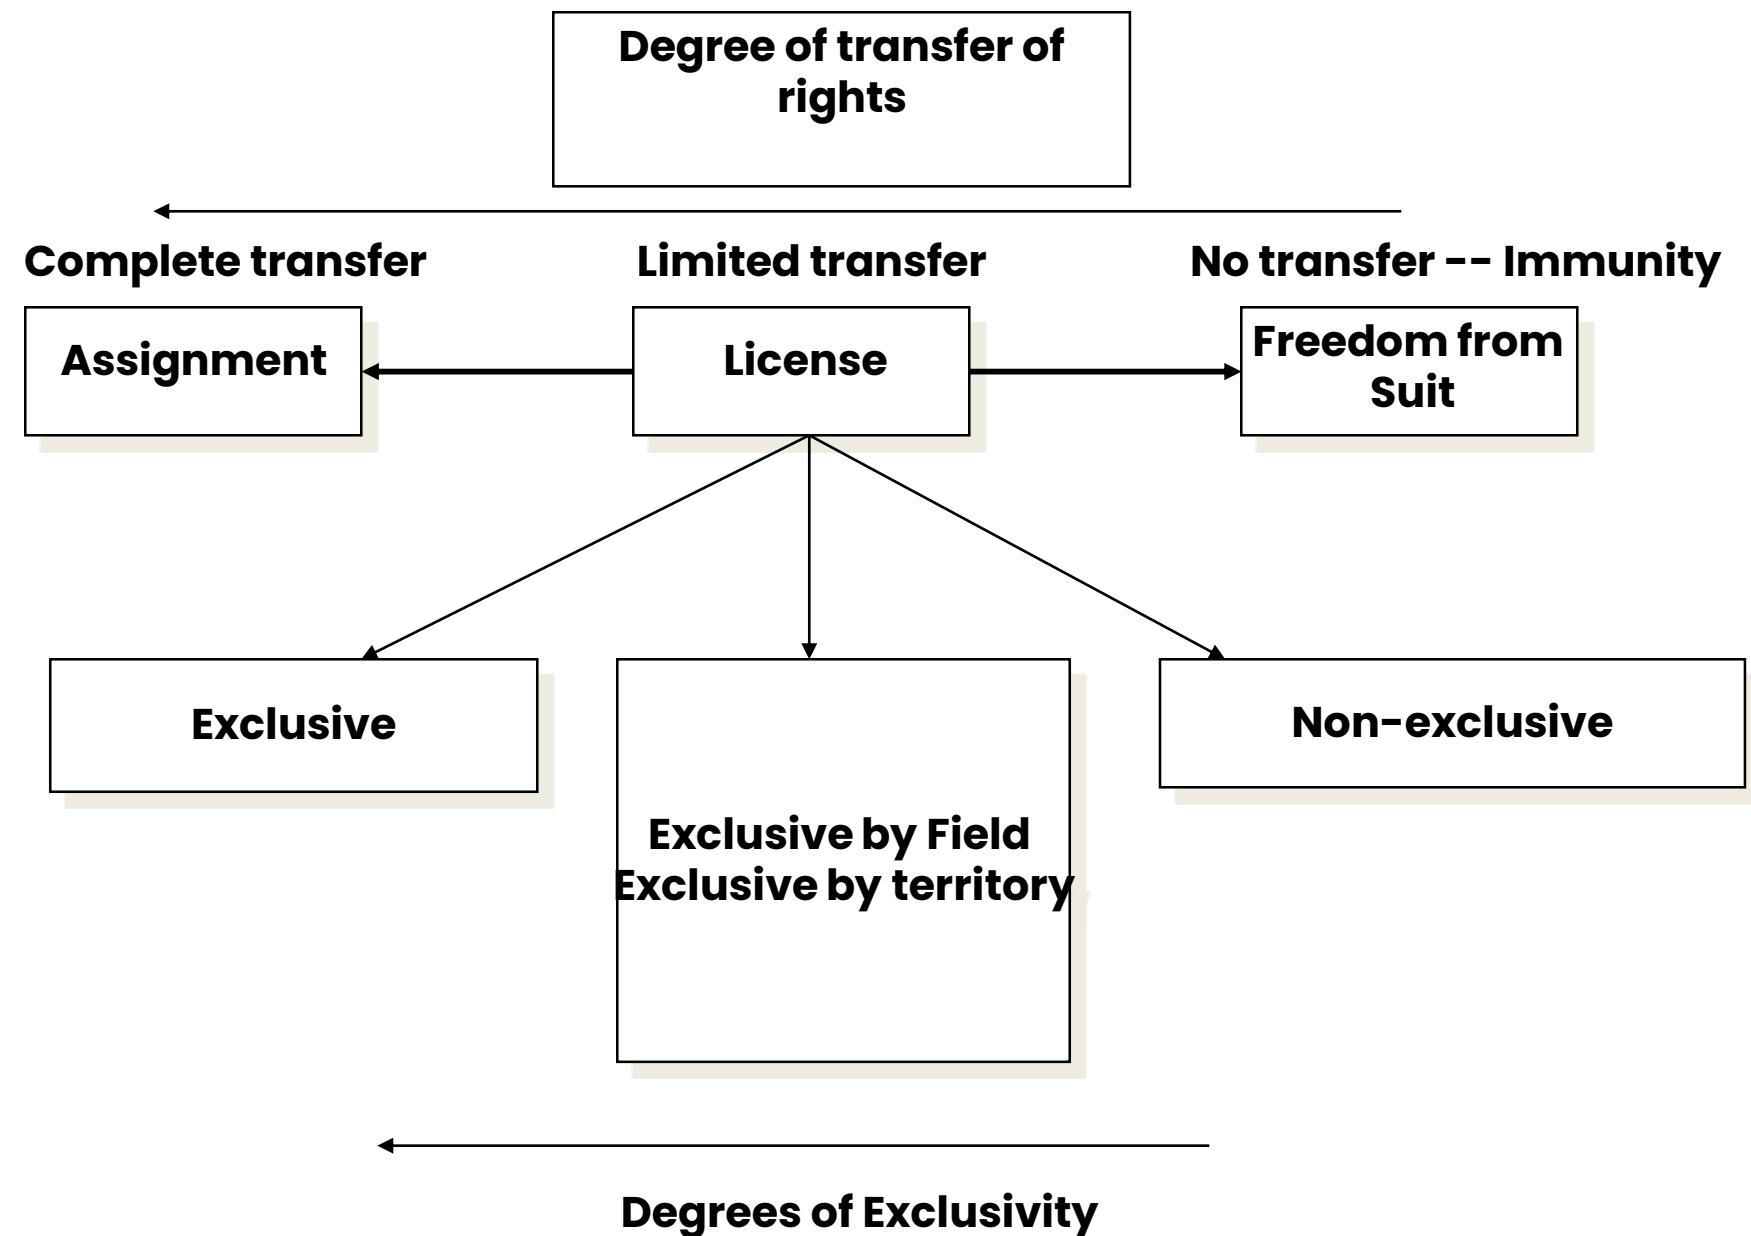 Degree of transfer of
rights
Complete transfer
Limited transfer
No transfer -- Immunity
Assignment
License
Freedom from
Suit
Exclusive
Non-exclusive
Exclusive by Field
Exclusive by territory
Degrees of Exclusivity